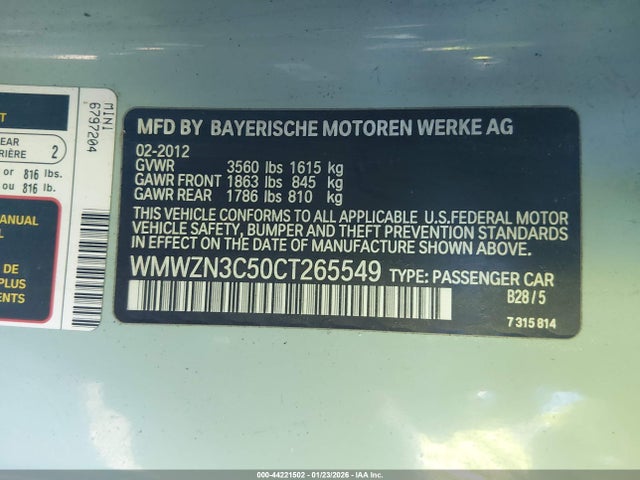 T
MINI
6797204
EAR
RIÈRE 2
or 816 lbs.
ou 816 lb.
MANUAL
AL
DE
PLUS
MENTS
MFD BY BAYERISCHE MOTOREN WERKE AG
02-2012
GVWR 3560 lbs 1615 kg
GAWR FRONT 1863 lbs 845 kg
GAWR REAR 1786 lbs 810 kg
THIS VEHICLE CONFORMS TO ALL APPLICABLE U.S.FEDERAL MOTOR
VEHICLE SAFETY, BUMPER AND THEFT PREVENTION STANDARDS
IN EFFECT ON THE DATE OF MANUFACTURE SHOWN ABOVE.
WMWZN3C50CT265549 TYPE: PASSENGER CAR
B28/5
7 315 814
000-44221502 - 01/23/2026 - IAA Inc.